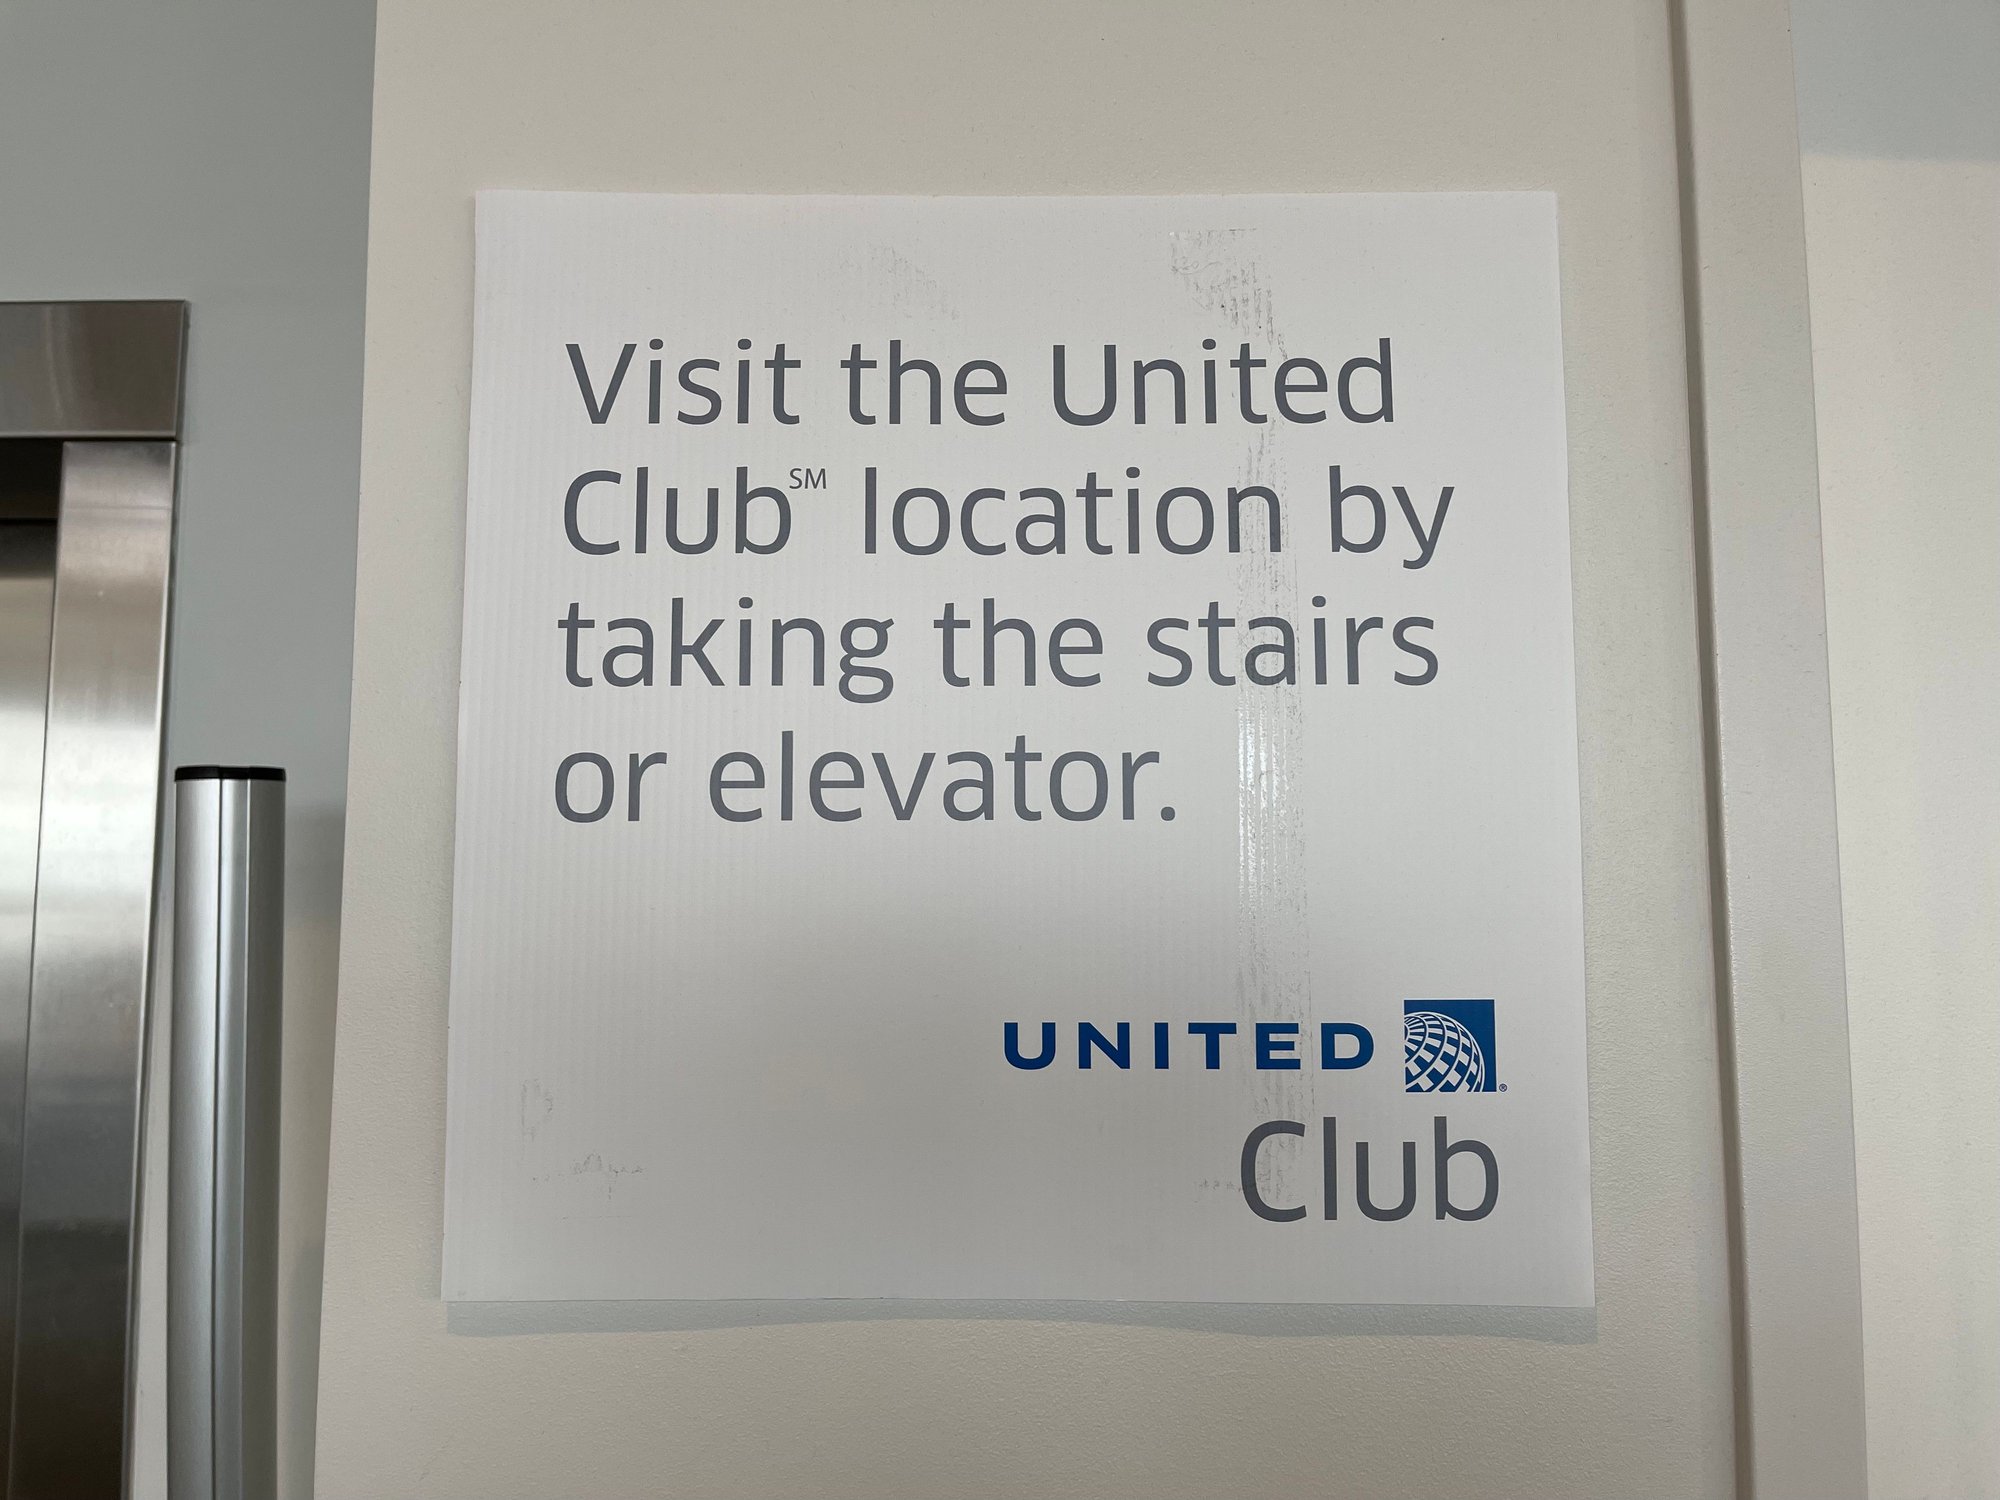 Visit the United
Club℠ location by
taking the stairs
or elevator.
UNITED ®
Club